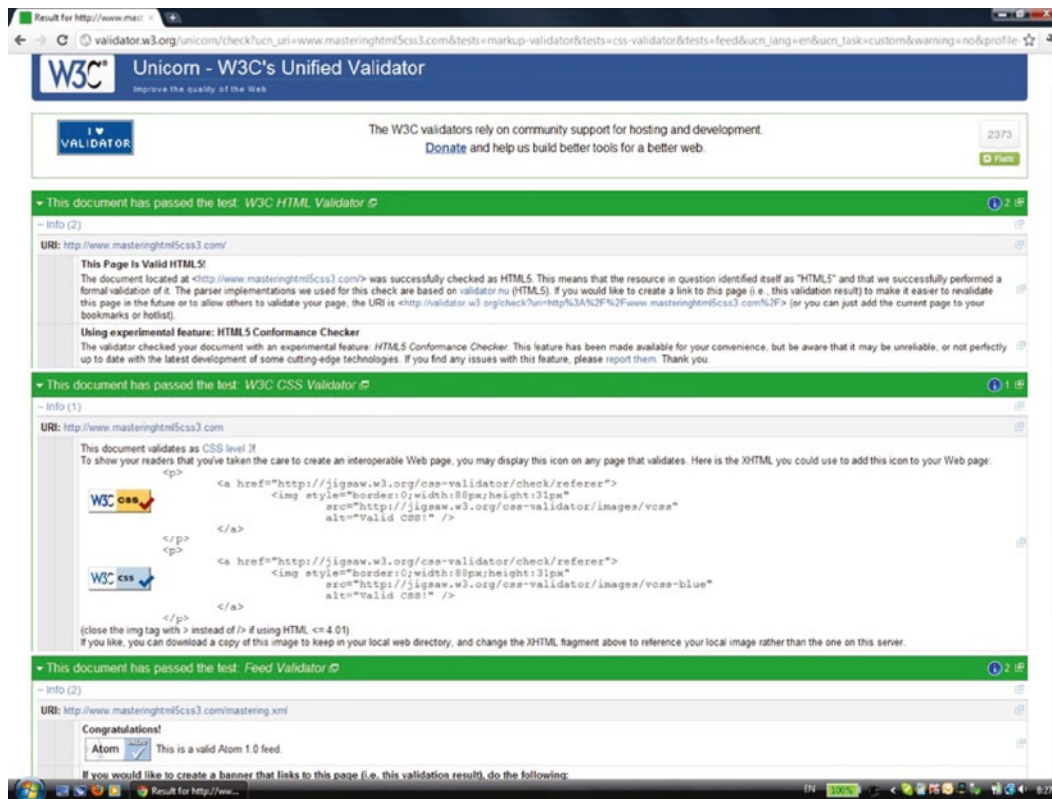 Result for http://www.mast
validator.w3.org/unicorn/check?ucn_uri=www.masteringhtml5css3.com&tests=markup-validator&tests=css-validator&tests=feed&ucn_lang=en&ucn_task=custom&warning=no&profile
W3C® Unicorn - W3C's Unified Validator
Improve the quality of the Web
I ♥ VALIDATOR
The W3C validators rely on community support for hosting and development.
Donate and help us build better tools for a better web.
2373
Flattr
This document has passed the test: W3C HTML Validator 2
– Info (2)
URI: http://www.masteringhtml5css3.com/
This Page Is Valid HTML5!
The document located at <http://www.masteringhtml5css3.com/> was successfully checked as HTML5. This means that the resource in question identified itself as "HTML5" and that we successfully performed a
formal validation of it. The parser implementations we used for this check are based on validator.nu (HTML5). If you would like to create a link to this page (i.e., this validation result) to make it easier to revalidate
this page in the future or to allow others to validate your page, the URI is <http://validator.w3.org/check?uri=http%3A%2F%2Fwww.masteringhtml5css3.com%2F> (or you can just add the current page to your
bookmarks or hotlist).
Using experimental feature: HTML5 Conformance Checker
The validator checked your document with an experimental feature: HTML5 Conformance Checker. This feature has been made available for your convenience, but be aware that it may be unreliable, or not perfectly
up to date with the latest development of some cutting-edge technologies. If you find any issues with this feature, please report them. Thank you.
This document has passed the test: W3C CSS Validator 1
– Info (1)
URI: http://www.masteringhtml5css3.com
This document validates as CSS level 3!
To show your readers that you've taken the care to create an interoperable Web page, you may display this icon on any page that validates. Here is the XHTML you could use to add this icon to your Web page:
<p>
<a href="http://jigsaw.w3.org/css-validator/check/referer">
W3C css
<img style="border:0;width:88px;height:31px"
src="http://jigsaw.w3.org/css-validator/images/vcss"
alt="Valid CSS!" />
</a>
</p>
<p>
<a href="http://jigsaw.w3.org/css-validator/check/referer">
W3C css
<img style="border:0;width:88px;height:31px"
src="http://jigsaw.w3.org/css-validator/images/vcss-blue"
alt="Valid CSS!" />
</a>
</p>
(close the img tag with > instead of /> if using HTML <= 4.01)
If you like, you can download a copy of this image to keep in your local web directory, and change the XHTML fragment above to reference your local image rather than the one on this server.
This document has passed the test: Feed Validator 2
– Info (2)
URI: http://www.masteringhtml5css3.com/mastering.xml
Congratulations!
Atom This is a valid Atom 1.0 feed.
If you would like to create a banner that links to this page (i.e. this validation result), do the following:
Result for http://ww...
EN 100% 8:27